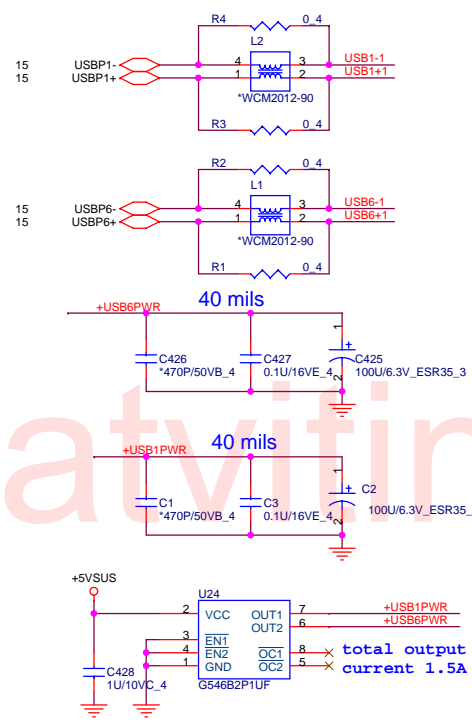 R4 0_4
L2
15 USBP1- 4 3 USB1-1
15 USBP1+ 1 2 USB1+1
*WCM2012-90
R3 0_4
R2 0_4
L1
15 USBP6- 4 3 USB6-1
15 USBP6+ 1 2 USB6+1
*WCM2012-90
R1 0_4
40 mils
+USB6PWR
1
+
C426 C427 C425
*470P/50VB_4 0.1U/16VE_4 2 100U/6.3V_ESR35_3
atvitin
40 mils
+USB1PWR
1
+
C1 C3 C2
*470P/50VB_4 0.1U/16VE_4 2 100U/6.3V_ESR35_
+5VSUS
U24
2 VCC OUT1 7 +USB1PWR
OUT2 6 +USB6PWR
3 EN1
4 EN2 OC1 8 total output
1 GND OC2 5 current 1.5A
C428
1U/10VC_4
G546B2P1UF